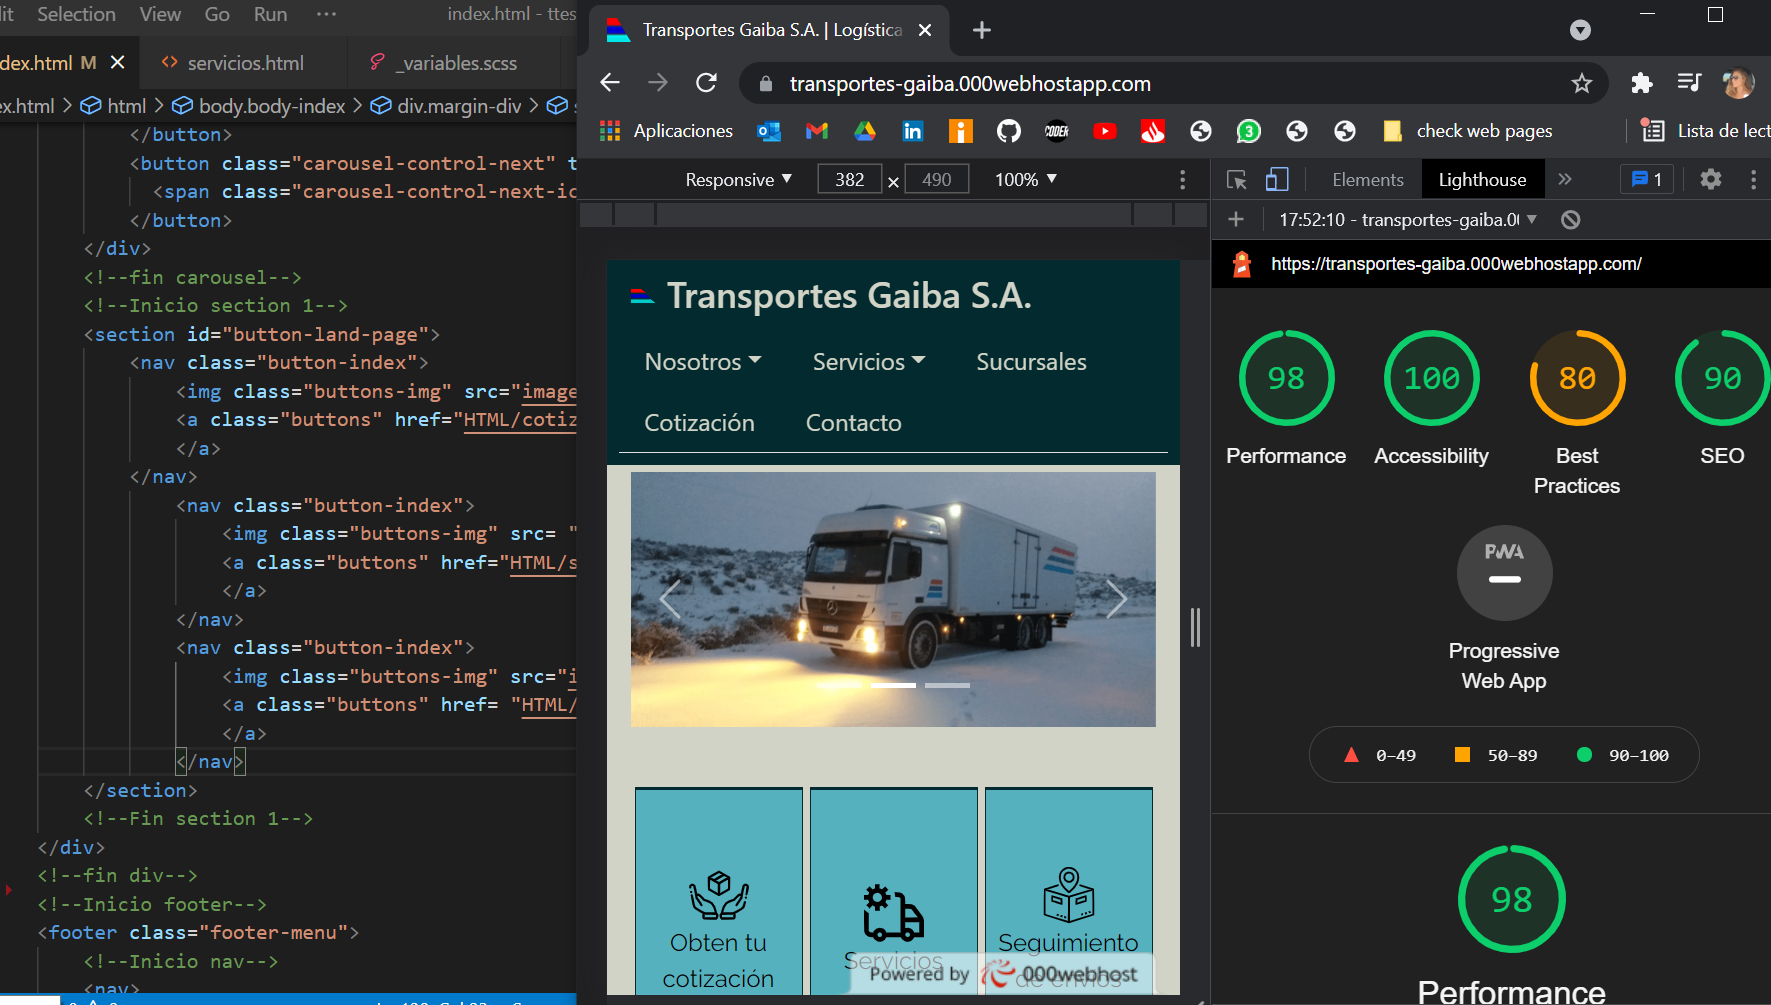 Selection View Go Run ··· index.html - ttes
dex.html M servicios.html _variables.scss
ex.html > html > body.body-index > div.margin-div >
</button>
<button class="carousel-control-next" t
<span class="carousel-control-next-ic
</button>
</div>
<!--fin carousel-->
<!--Inicio section 1-->
<section id="button-land-page">
<nav class="button-index">
<img class="buttons-img" src="image
<a class="buttons" href="HTML/cotiz
</a>
</nav>
<nav class="button-index">
<img class="buttons-img" src= "
<a class="buttons" href="HTML/s
</a>
</nav>
<nav class="button-index">
<img class="buttons-img" src="i
<a class="buttons" href= "HTML/
</a>
</nav>
</section>
<!--Fin section 1-->
</div>
<!--fin div-->
<!--Inicio footer-->
<footer class="footer-menu">
<!--Inicio nav-->
<nav>
Transportes Gaiba S.A. | Logística
transportes-gaiba.000webhostapp.com
Aplicaciones CODER 3 check web pages Lista de lect
Responsive 382 x 490 100%
Transportes Gaiba S.A.
Nosotros Servicios Sucursales
Cotización Contacto
Obten tu
cotización
Servicios
Seguimiento
de envíos
Powered by 000webhost
Elements Lighthouse 1
17:52:10 - transportes-gaiba.0
https://transportes-gaiba.000webhostapp.com/
98 100 80 90
Performance Accessibility Best Practices SEO
PWA
Progressive
Web App
0–49 50–89 90–100
98
Performance